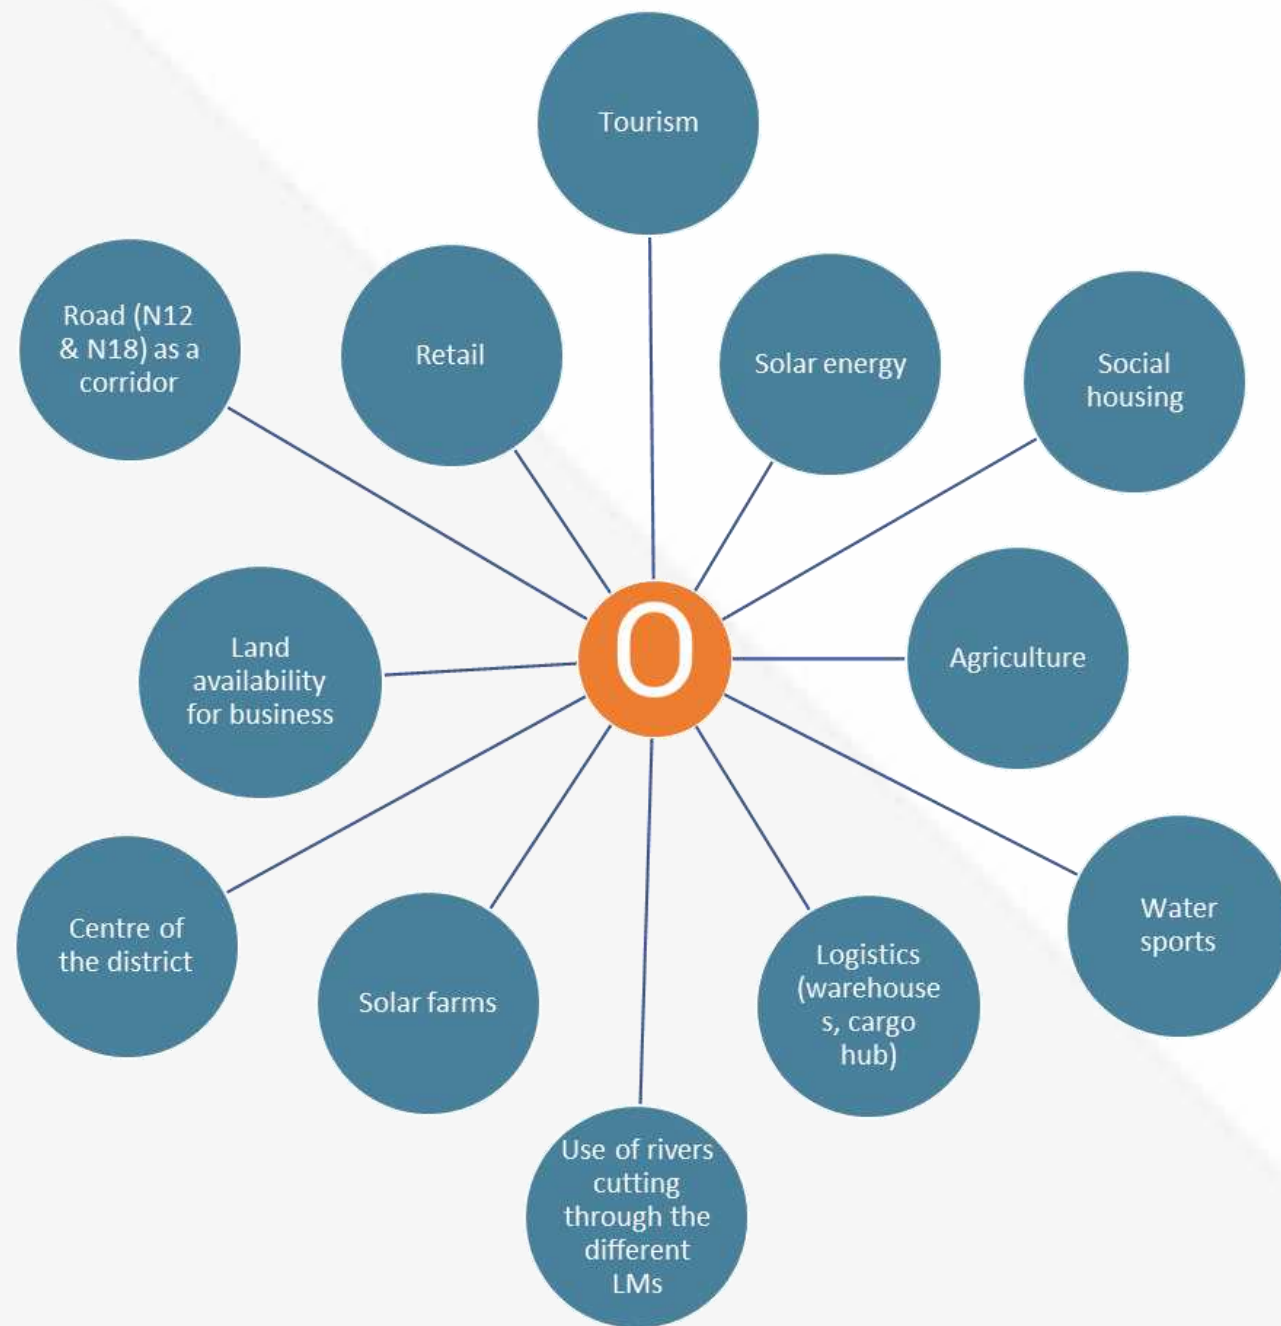 Tourism
Road (N12
& N18) as a
corridor
Retail
Solar energy
Social
housing
O
Land
availability
for business
Agriculture
Centre of
the district
Solar farms
Logistics
(warehouse
s, cargo
hub)
Water
sports
Use of rivers
cutting
through the
different
LMs